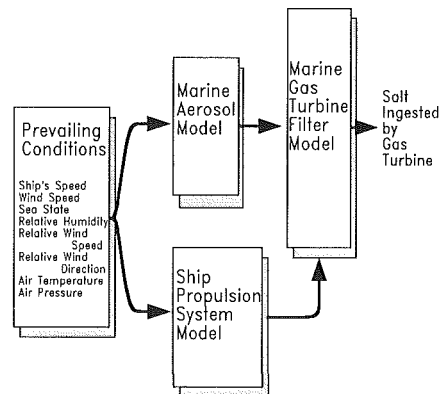 Prevailing
Conditions
Ship's Speed
Wind Speed
Sea State
Relative Humidity
Relative Wind
Speed
Relative Wind
Direction
Air Temperature
Air Pressure
Marine
Aerosol
Model
Ship
Propulsion
System
Model
Marine
Gas
Turbine
Filter
Model
Salt
Ingested
by
Gas
Turbine